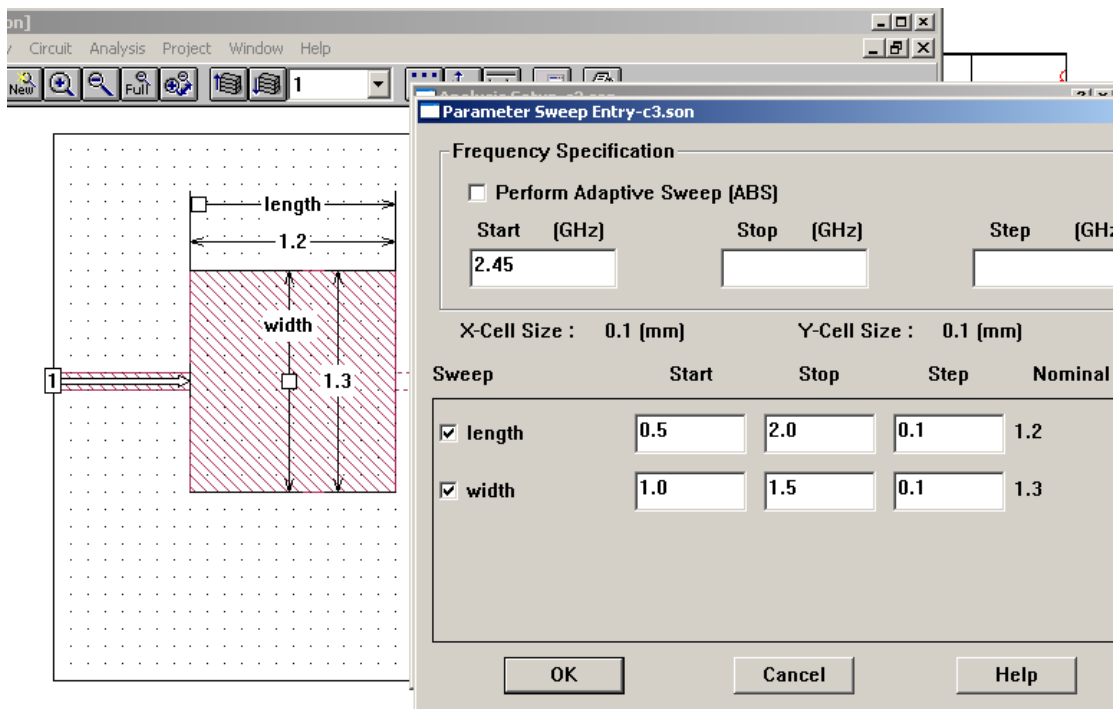 on]
Circuit Analysis Project Window Help
New Full 1
Parameter Sweep Entry-c3.son
Frequency Specification
Perform Adaptive Sweep (ABS)
Start (GHz) Stop (GHz) Step (GHz
2.45
X-Cell Size : 0.1 (mm) Y-Cell Size : 0.1 (mm)
Sweep Start Stop Step Nominal
length 0.5 2.0 0.1 1.2
width 1.0 1.5 0.1 1.3
OK Cancel Help
length
1.2
width
1.3
1